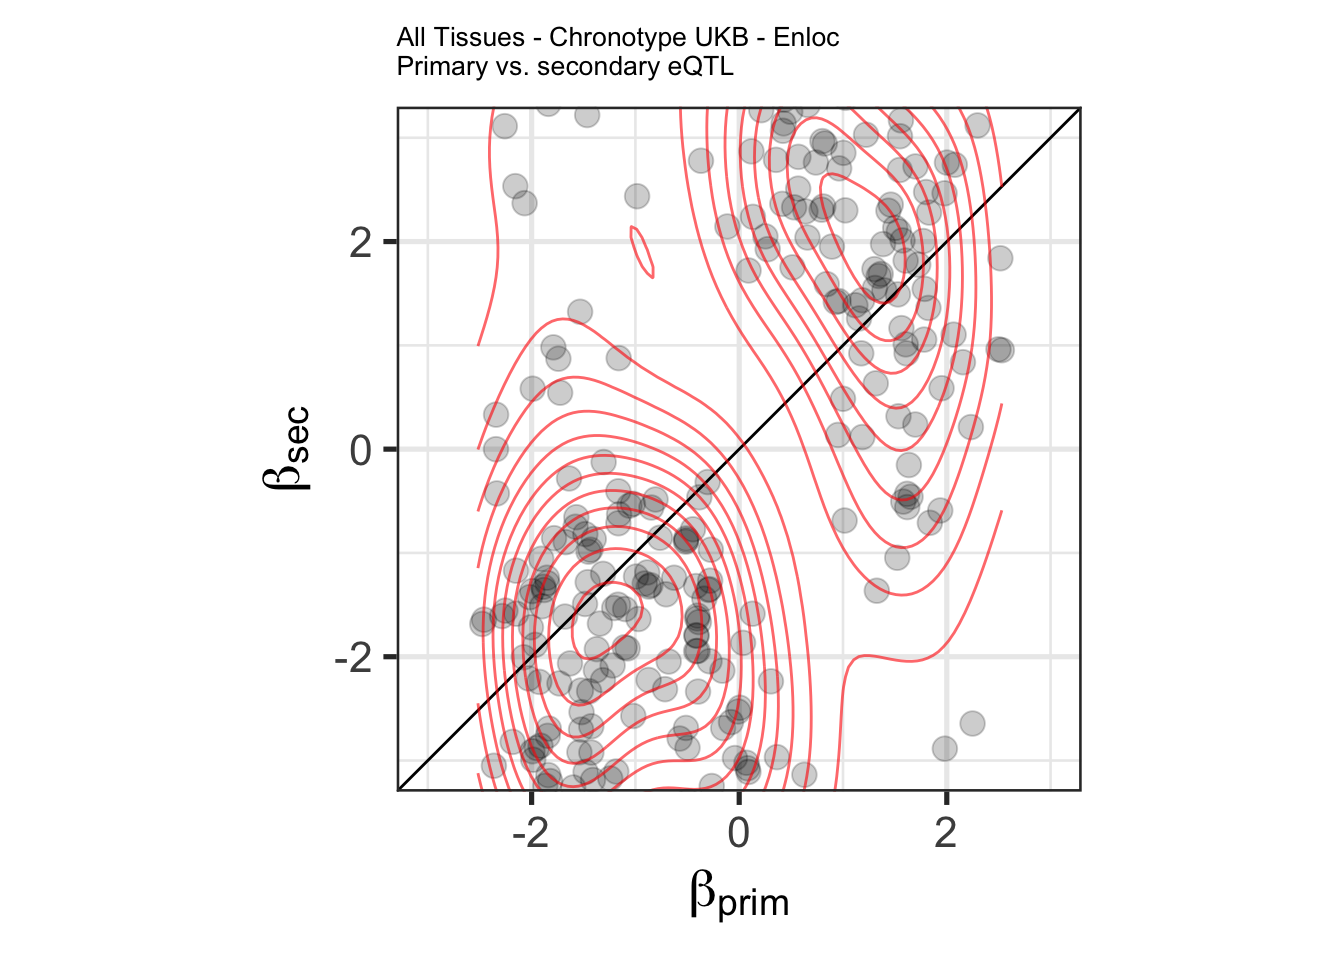 All Tissues - Chronotype UKB - Enloc
Primary vs. secondary eQTL
2
0
-2
βsec
-2 0 2
βprim